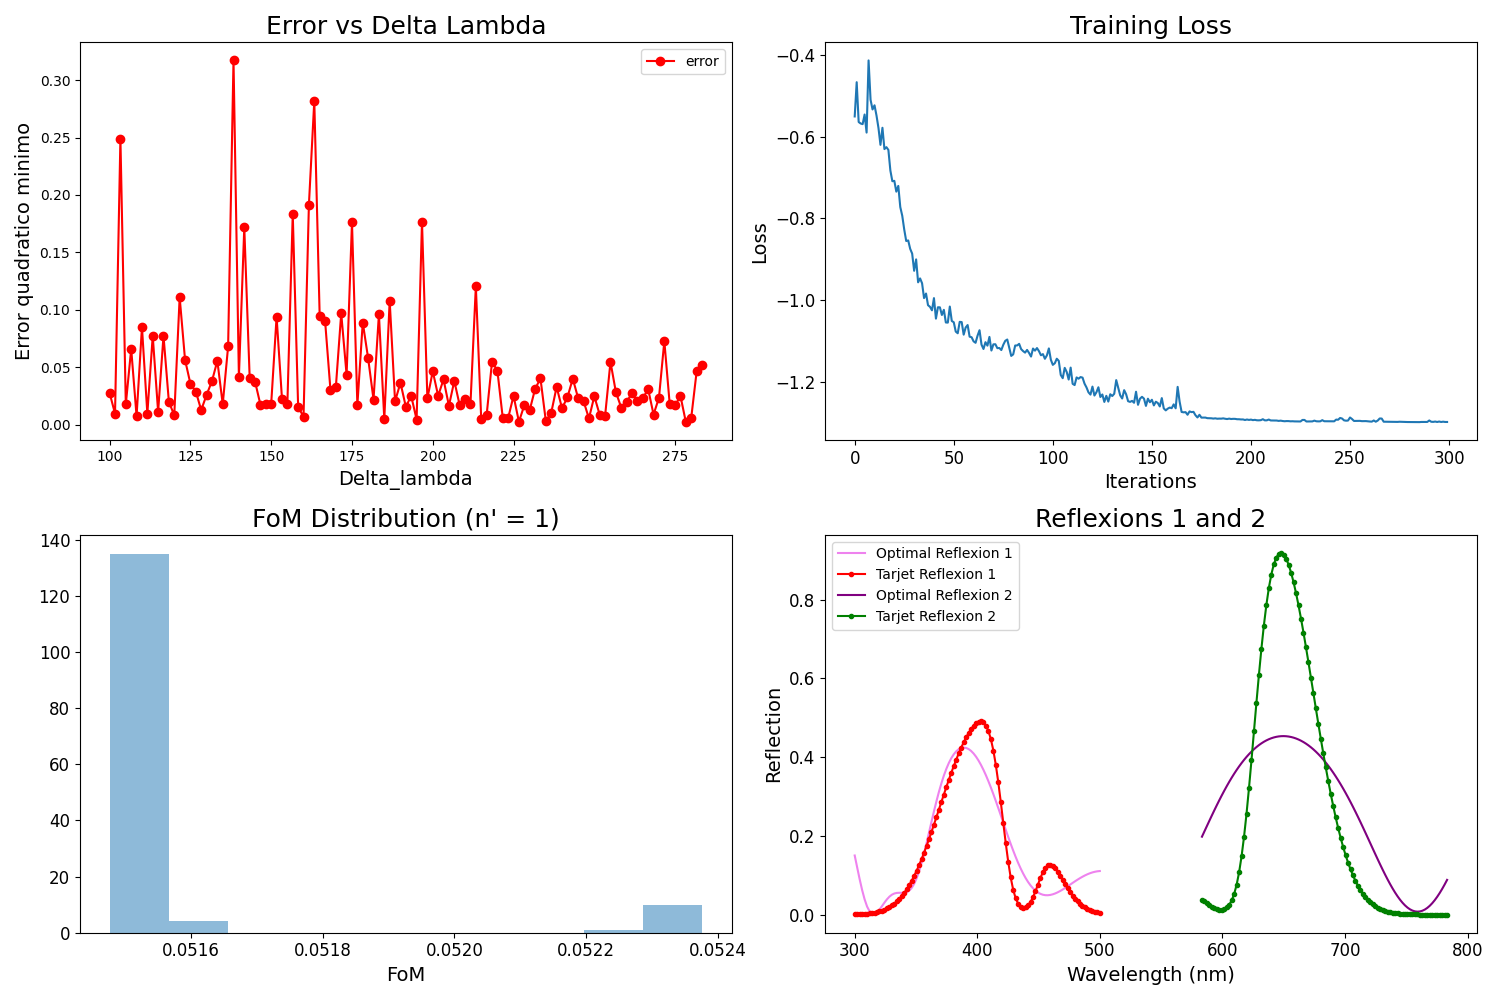 Error vs Delta Lambda
error
Error quadratico minimo
0.30
0.25
0.20
0.15
0.10
0.05
0.00
100 125 150 175 200 225 250 275
Delta_lambda
Training Loss
Loss
−0.4
−0.6
−0.8
−1.0
−1.2
0 50 100 150 200 250 300
Iterations
FoM Distribution (n' = 1)
140
120
100
80
60
40
20
0
0.0516 0.0518 0.0520 0.0522 0.0524
FoM
Reflexions 1 and 2
Optimal Reflexion 1
Tarjet Reflexion 1
Optimal Reflexion 2
Tarjet Reflexion 2
Reflection
0.8
0.6
0.4
0.2
0.0
300 400 500 600 700 800
Wavelength (nm)